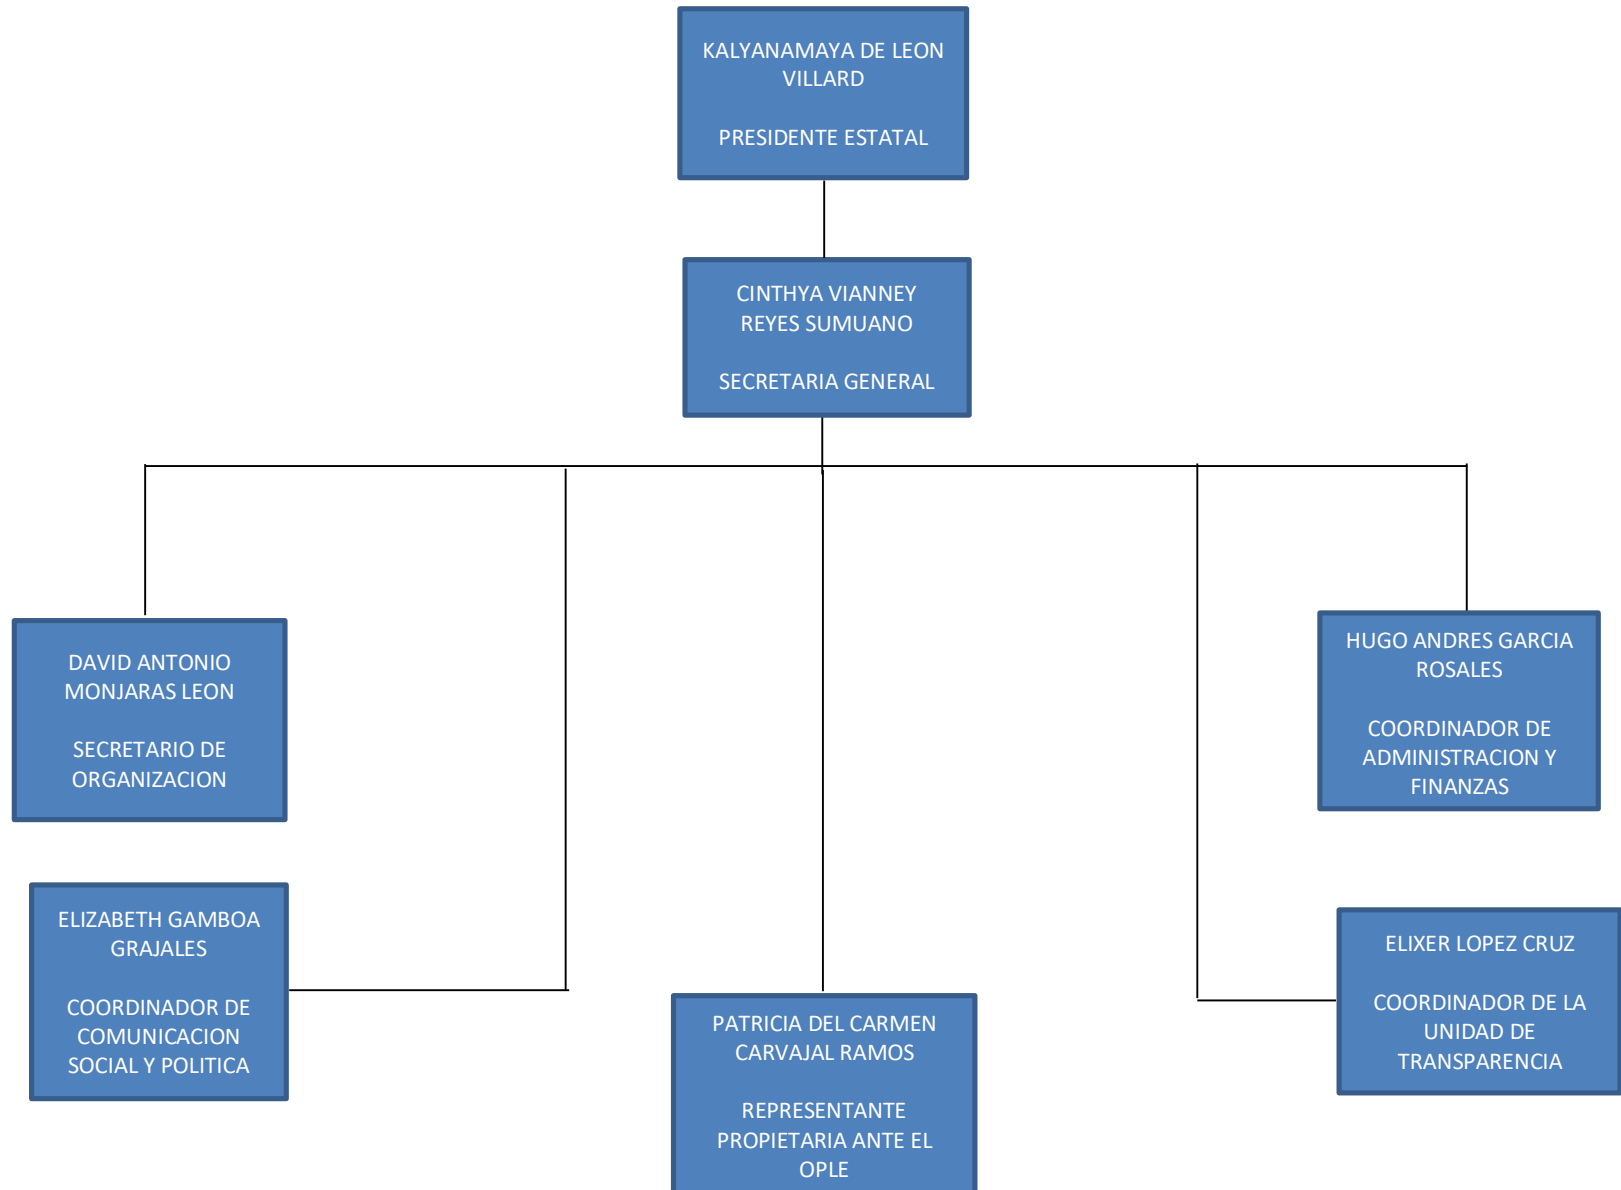 KALYANAMAYA DE LEON
VILLARD
PRESIDENTE ESTATAL
CINTHYA VIANNEY
REYES SUMUANO
SECRETARIA GENERAL
DAVID ANTONIO
MONJARAS LEON
SECRETARIO DE
ORGANIZACION
HUGO ANDRES GARCIA
ROSALES
COORDINADOR DE
ADMINISTRACION Y
FINANZAS
ELIZABETH GAMBOA
GRAJALES
COORDINADOR DE
COMUNICACION
SOCIAL Y POLITICA
PATRICIA DEL CARMEN
CARVAJAL RAMOS
REPRESENTANTE
PROPIETARIA ANTE EL
OPLE
ELIXER LOPEZ CRUZ
COORDINADOR DE LA
UNIDAD DE
TRANSPARENCIA